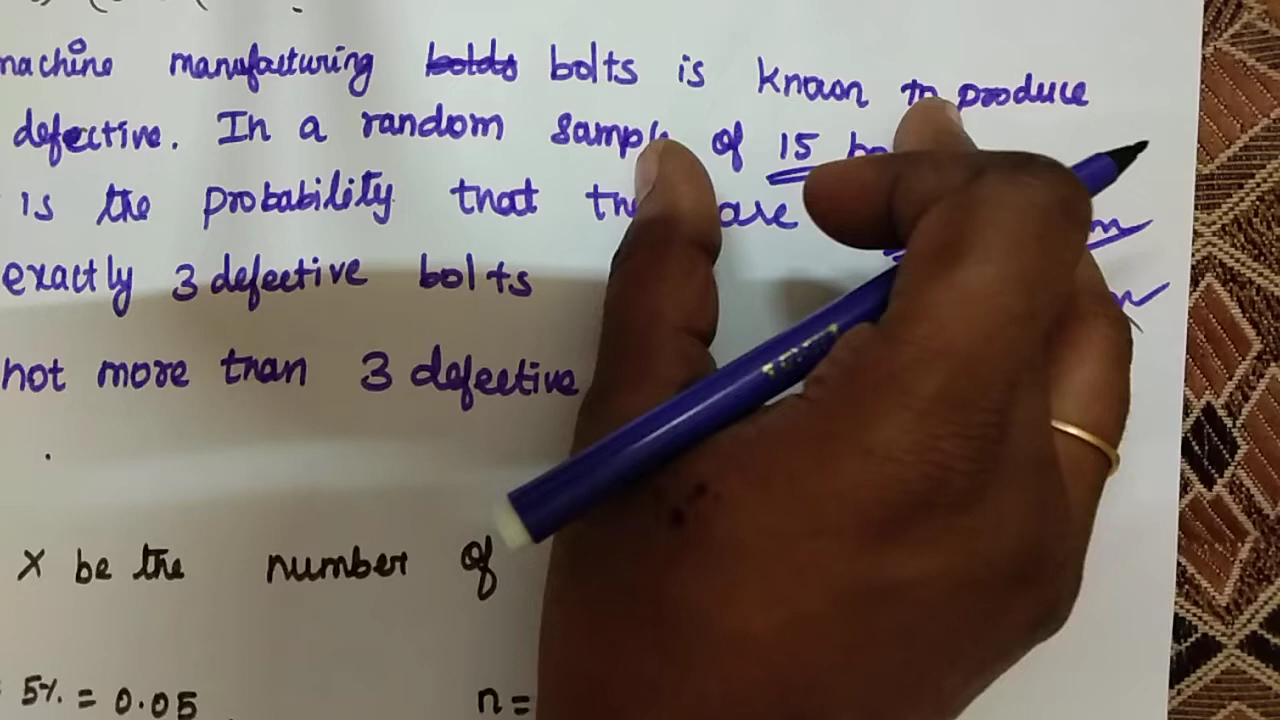 machine manufacturing bolds bolts is known to produce
defective. In a random sample of 15
is the probability that are
exactly 3 defective bolts
not more than 3 defective
X be the number of
5% = 0.05 n =